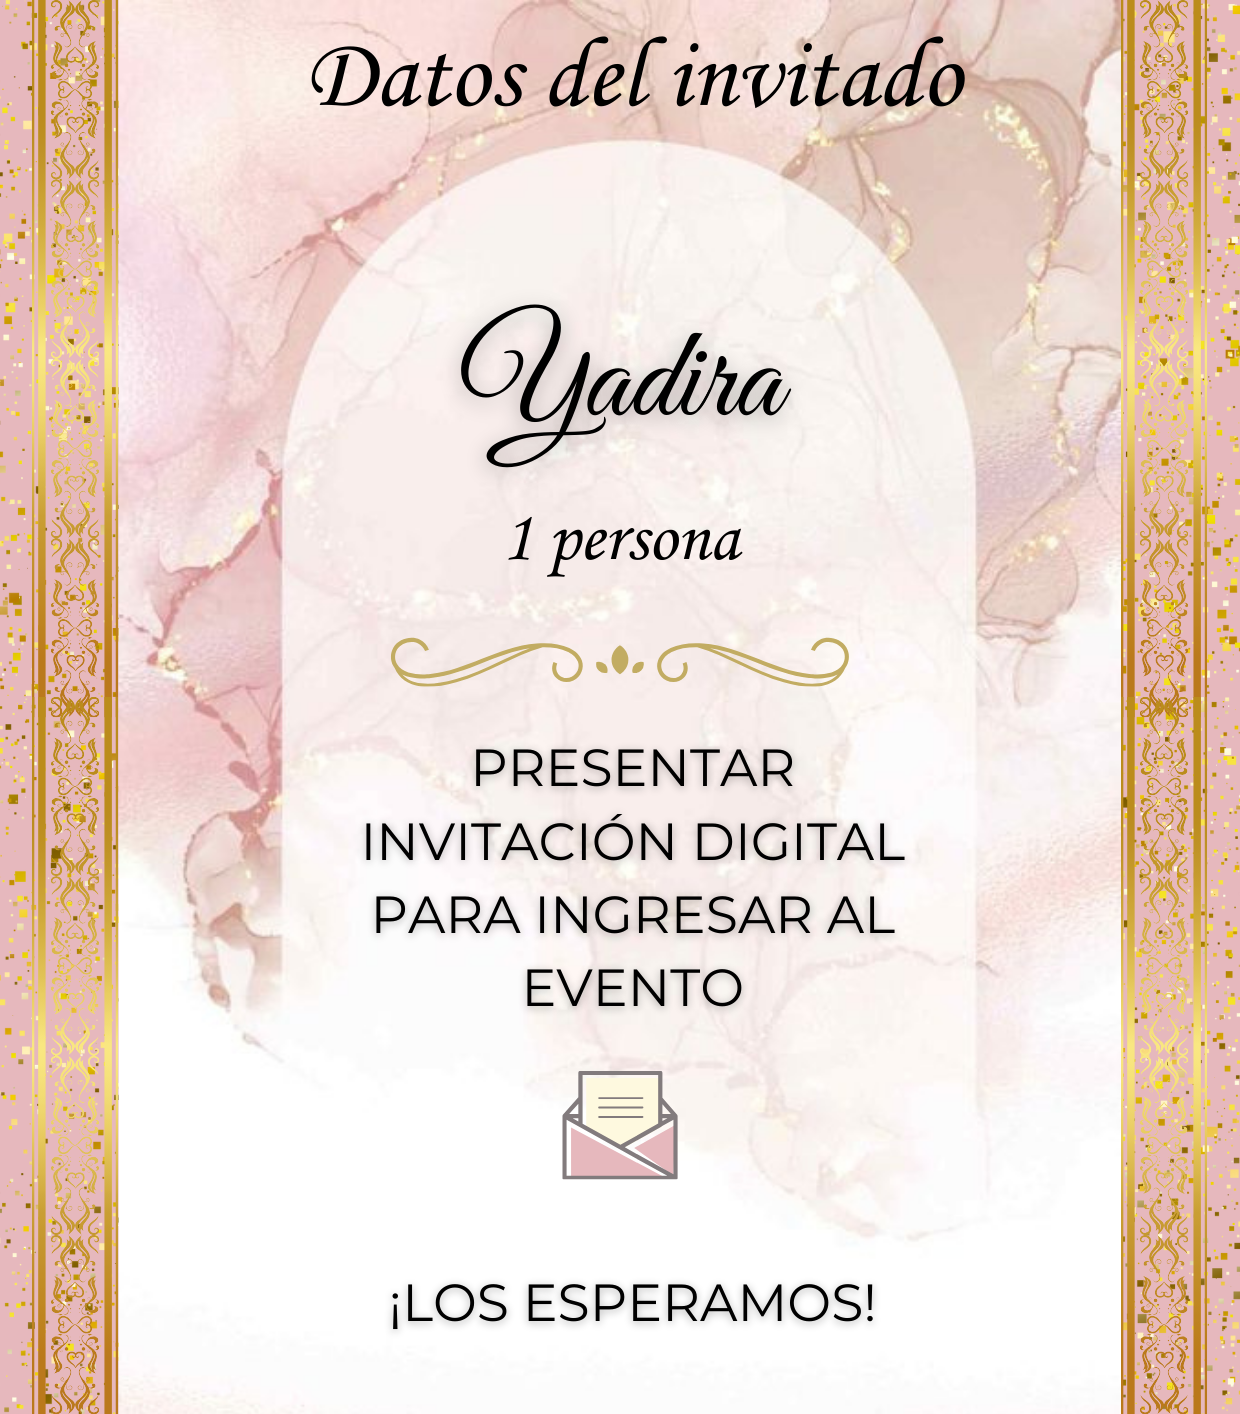 Datos del invitado
Yadira
1 persona
PRESENTAR
INVITACIÓN DIGITAL
PARA INGRESAR AL
EVENTO
¡LOS ESPERAMOS!